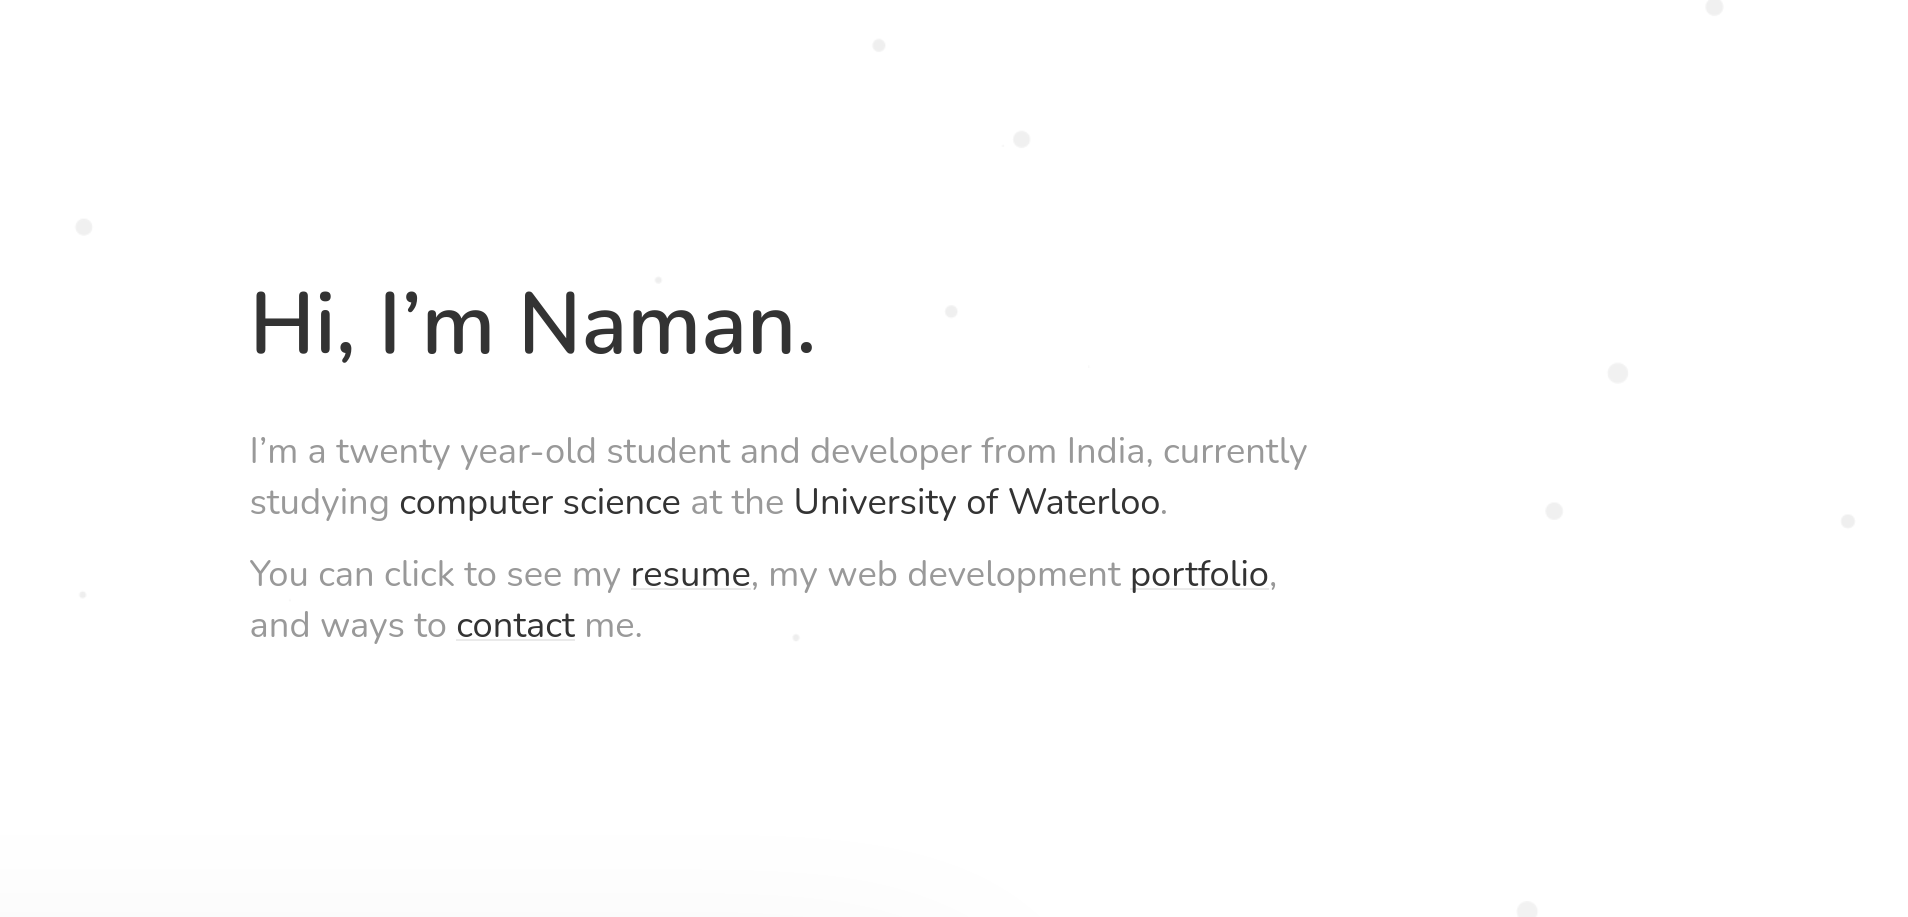 Hi, I’m Naman.
I’m a twenty year-old student and developer from India, currently
studying computer science at the University of Waterloo.
You can click to see my resume, my web development portfolio,
and ways to contact me.